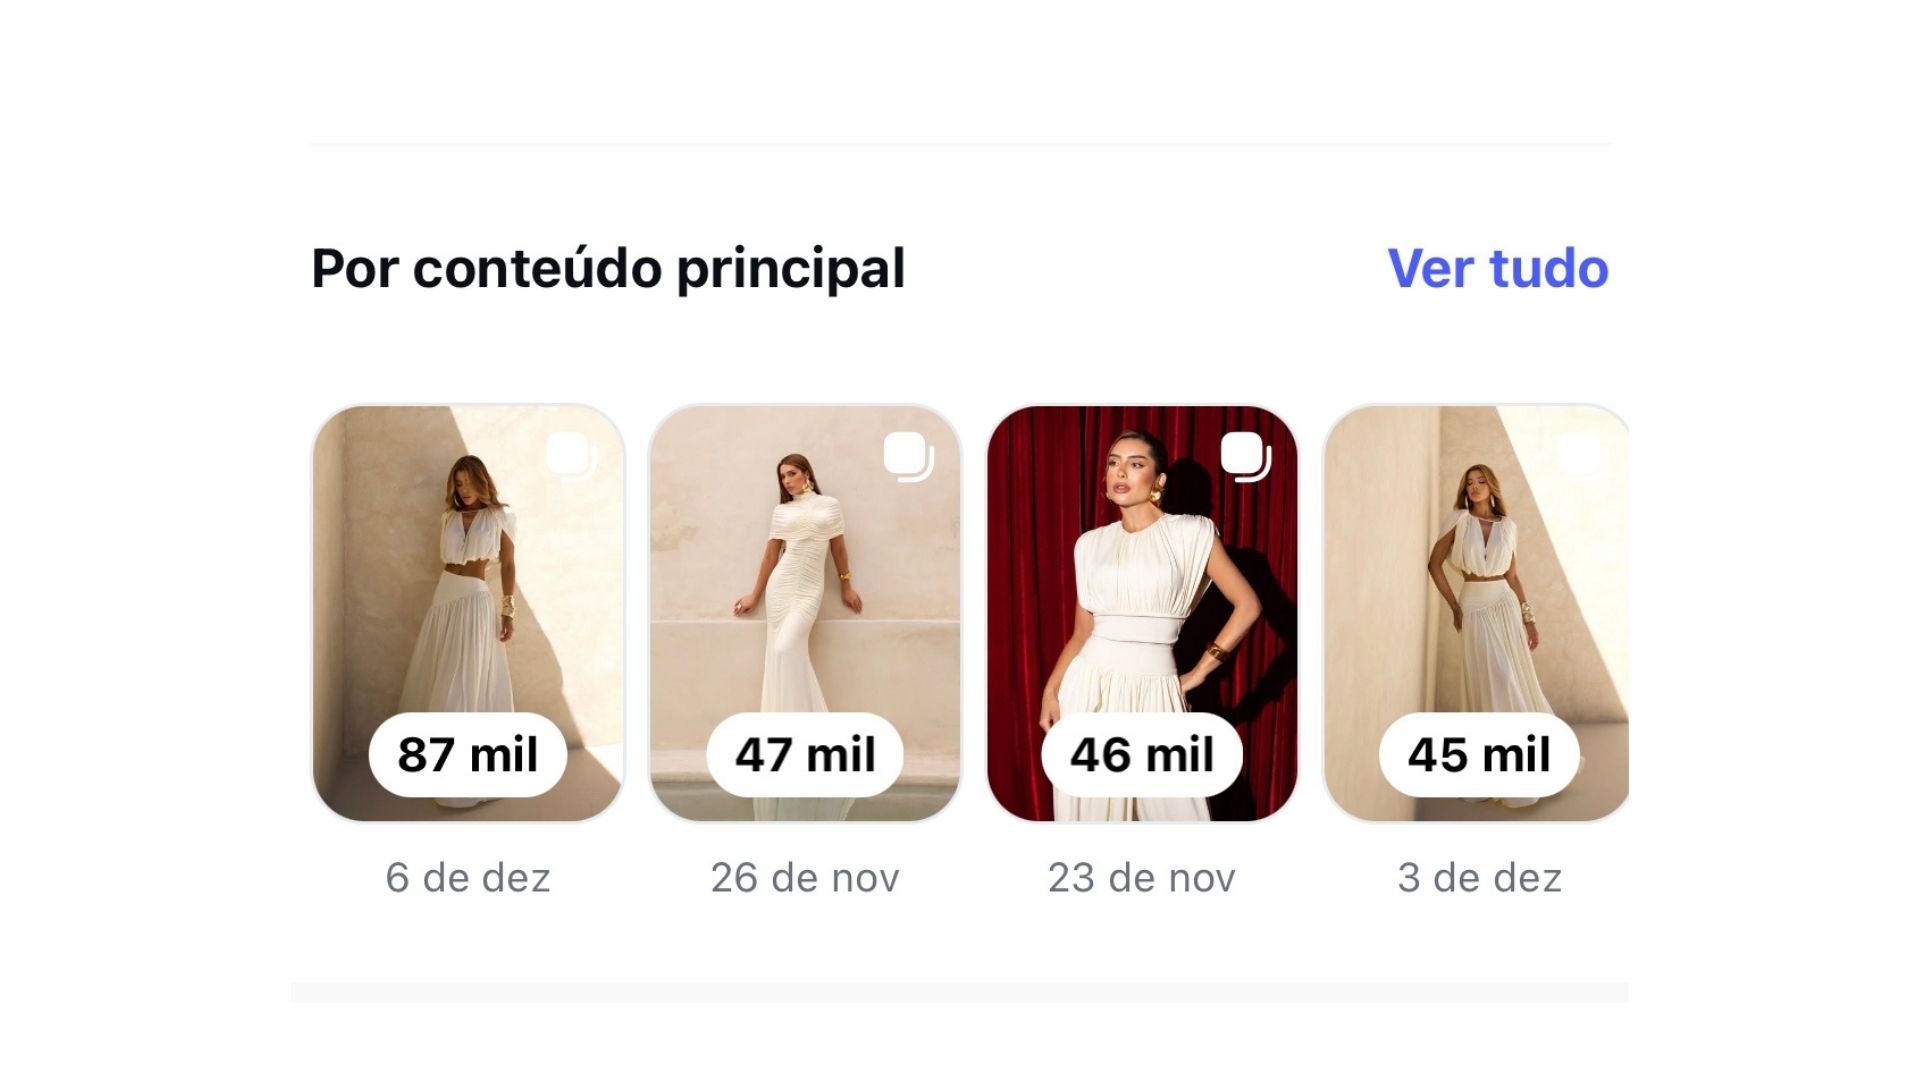 Por conteúdo principal
Ver tudo
87 mil
47 mil
46 mil
45 mil
6 de dez
26 de nov
23 de nov
3 de dez